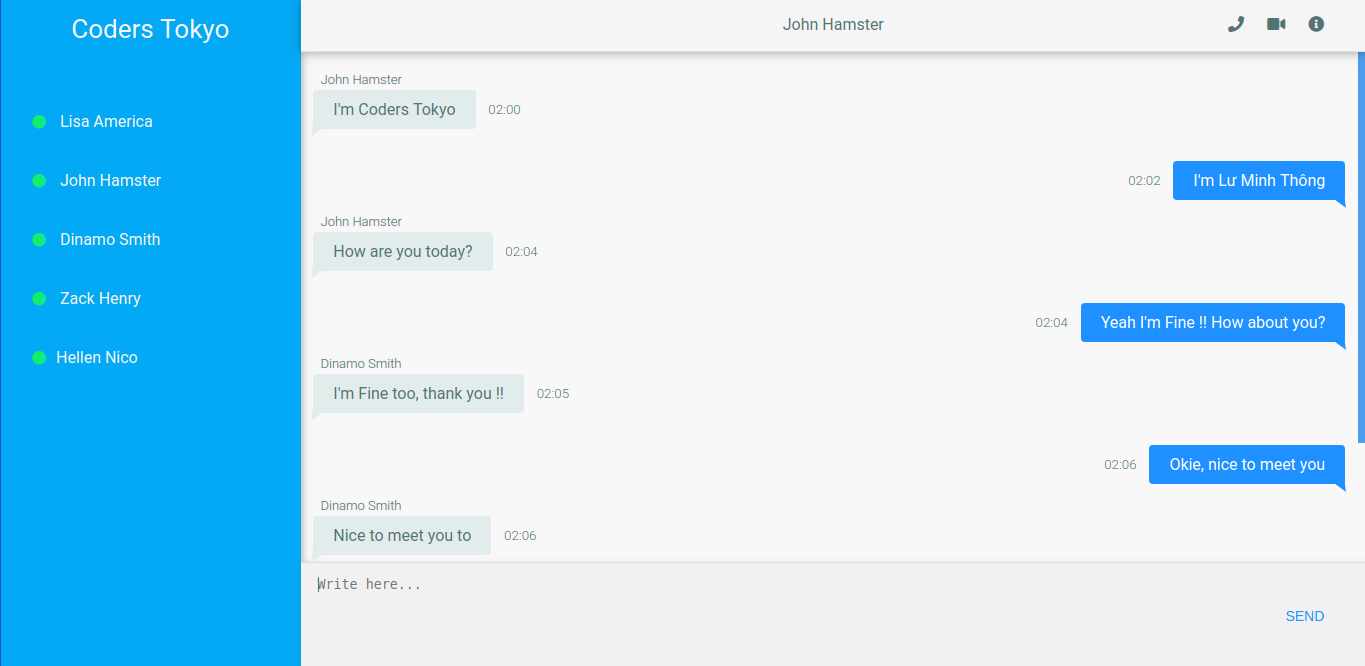 Coders Tokyo
Lisa America
John Hamster
Dinamo Smith
Zack Henry
Hellen Nico
John Hamster
John Hamster
I'm Coders Tokyo 02:00
02:02 I'm Lư Minh Thông
John Hamster
How are you today? 02:04
02:04 Yeah I'm Fine !! How about you?
Dinamo Smith
I'm Fine too, thank you !! 02:05
02:06 Okie, nice to meet you
Dinamo Smith
Nice to meet you to 02:06
Write here...
SEND